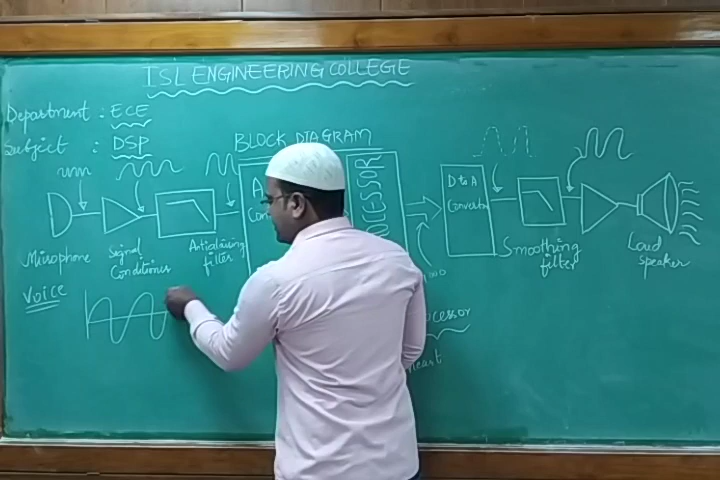 ISL ENGINEERING COLLEGE
Department : ECE
Subject : DSP
BLOCK DIAGRAM
D to A
Convertor
Microphone
Signal
Conditioner
Antialiasing
filter
Smoothing
filter
Loud
speaker
Voice